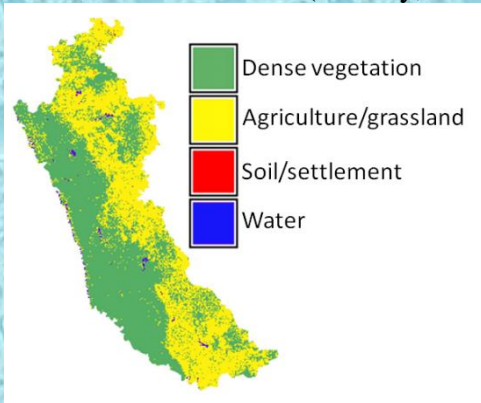 Dense vegetation
Agriculture/grassland
Soil/settlement
Water